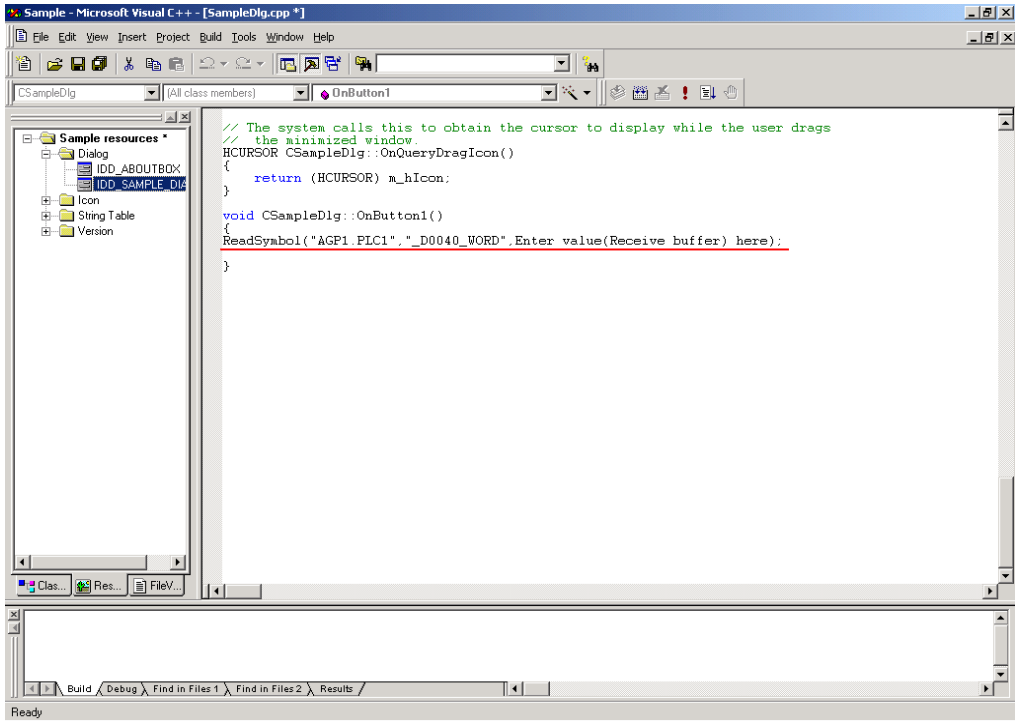 Sample - Microsoft Visual C++ - [SampleDlg.cpp *]
File Edit View Insert Project Build Tools Window Help
CSampleDlg (All class members) OnButton1
Sample resources *
Dialog
IDD_ABOUTBOX
IDD_SAMPLE_DIA
Icon
String Table
Version
// The system calls this to obtain the cursor to display while the user drags
//  the minimized window.
HCURSOR CSampleDlg::OnQueryDragIcon()
{
    return (HCURSOR) m_hIcon;
}
void CSampleDlg::OnButton1()
{
ReadSymbol("AGP1.PLC1","_D0040_WORD",Enter value(Receive buffer) here);
}
Clas... Res... FileV...
Build Debug Find in Files 1 Find in Files 2 Results
Ready